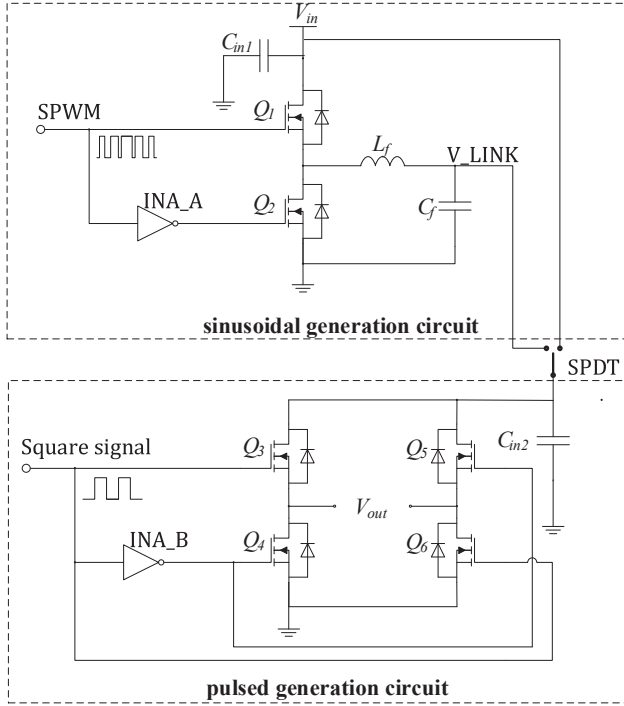 Vin
Cin1
SPWM
Q1
Lf
V_LINK
INA_A
Q2
Cf
sinusoidal generation circuit
SPDT
Cin2
Square signal
Q3
Q5
Vout
INA_B
Q4
Q6
pulsed generation circuit